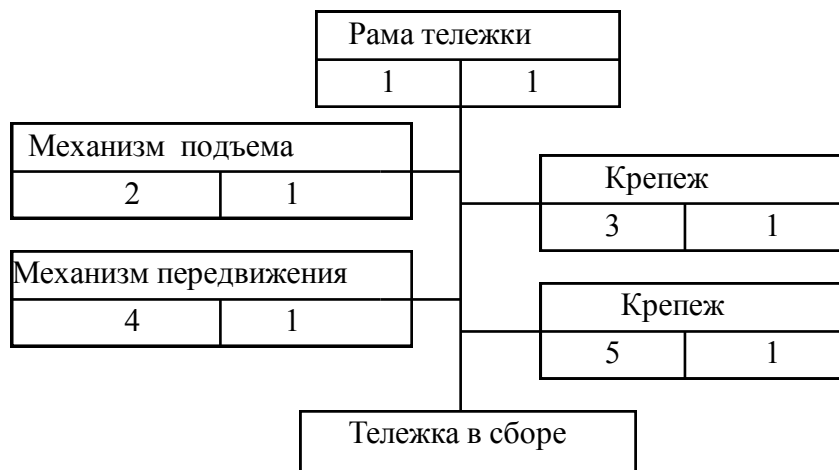 Рама тележки
1 1
Механизм подъема
2 1
Крепеж
3 1
Механизм передвижения
4 1
Крепеж
5 1
Тележка в сборе